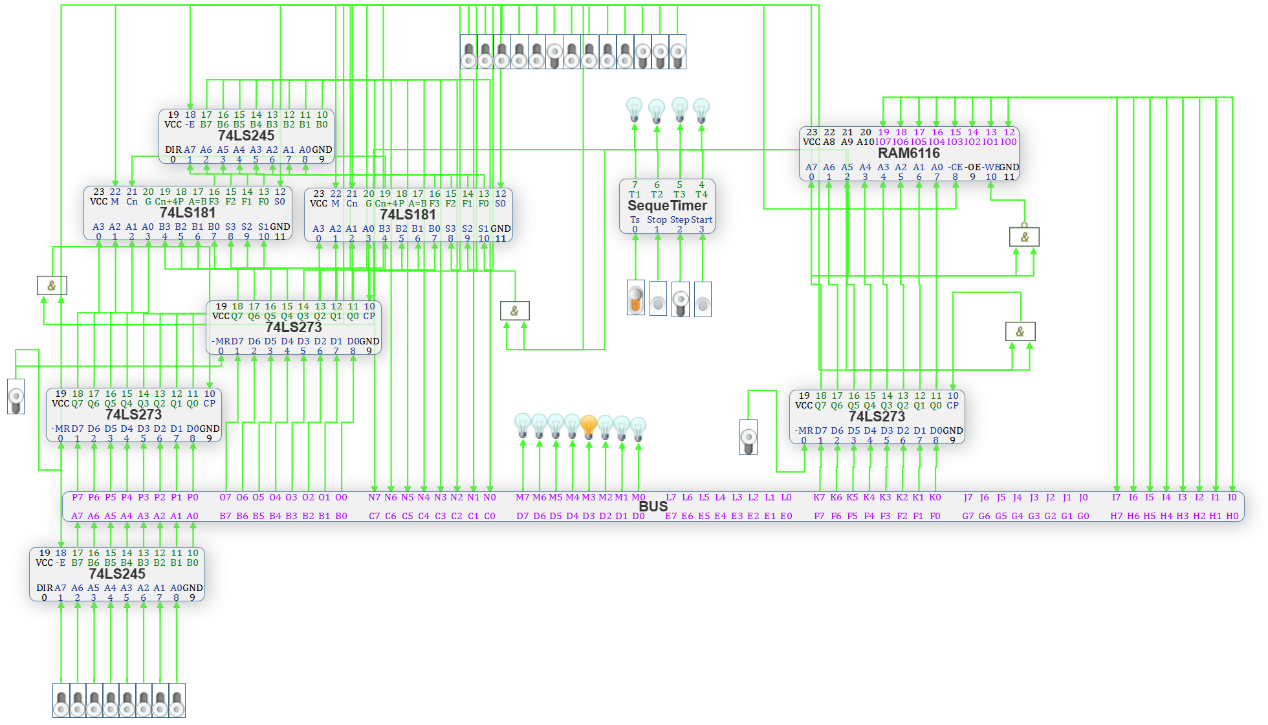 19 18 17 16 15 14 13 12 11 10
VCC -E B7 B6 B5 B4 B3 B2 B1 B0
74LS245
DIR A7 A6 A5 A4 A3 A2 A1 A0 GND
0 1 2 3 4 5 6 7 8 9
23 22 21 20 19 18 17 16 15 14 13 12
VCC M Cn G Cn+4 P A=B F3 F2 F1 F0 S0
74LS181
A3 A2 A1 A0 B3 B2 B1 B0 S3 S2 S1 GND
0 1 2 3 4 5 6 7 8 9 10 11
23 22 21 20 19 18 17 16 15 14 13 12
VCC M Cn G Cn+4 P A=B F3 F2 F1 F0 S0
74LS181
A3 A2 A1 A0 B3 B2 B1 B0 S3 S2 S1 GND
0 1 2 3 4 5 6 7 8 9 10 11
7 6 5 4
T1 T2 T3 T4
SequeTimer
Ts Stop Step Start
0 1 2 3
23 22 21 20 19 18 17 16 15 14 13 12
VCC A8 A9 A10 IO7 IO6 IO5 IO4 IO3 IO2 IO1 IO0
RAM6116
A7 A6 A5 A4 A3 A2 A1 A0 -CE -OE -WE GND
0 1 2 3 4 5 6 7 8 9 10 11
&
&
&
&
19 18 17 16 15 14 13 12 11 10
VCC Q7 Q6 Q5 Q4 Q3 Q2 Q1 Q0 CP
74LS273
-MR D7 D6 D5 D4 D3 D2 D1 D0 GND
0 1 2 3 4 5 6 7 8 9
19 18 17 16 15 14 13 12 11 10
VCC Q7 Q6 Q5 Q4 Q3 Q2 Q1 Q0 CP
74LS273
-MR D7 D6 D5 D4 D3 D2 D1 D0 GND
0 1 2 3 4 5 6 7 8 9
19 18 17 16 15 14 13 12 11 10
VCC Q7 Q6 Q5 Q4 Q3 Q2 Q1 Q0 CP
74LS273
-MR D7 D6 D5 D4 D3 D2 D1 D0 GND
0 1 2 3 4 5 6 7 8 9
P7 P6 P5 P4 P3 P2 P1 P0 O7 O6 O5 O4 O3 O2 O1 O0 N7 N6 N5 N4 N3 N2 N1 N0 M7 M6 M5 M4 M3 M2 M1 M0 L7 L6 L5 L4 L3 L2 L1 L0 K7 K6 K5 K4 K3 K2 K1 K0 J7 J6 J5 J4 J3 J2 J1 J0 I7 I6 I5 I4 I3 I2 I1 I0
BUS
A7 A6 A5 A4 A3 A2 A1 A0 B7 B6 B5 B4 B3 B2 B1 B0 C7 C6 C5 C4 C3 C2 C1 C0 D7 D6 D5 D4 D3 D2 D1 D0 E7 E6 E5 E4 E3 E2 E1 E0 F7 F6 F5 F4 F3 F2 F1 F0 G7 G6 G5 G4 G3 G2 G1 G0 H7 H6 H5 H4 H3 H2 H1 H0
19 18 17 16 15 14 13 12 11 10
VCC -E B7 B6 B5 B4 B3 B2 B1 B0
74LS245
DIR A7 A6 A5 A4 A3 A2 A1 A0 GND
0 1 2 3 4 5 6 7 8 9